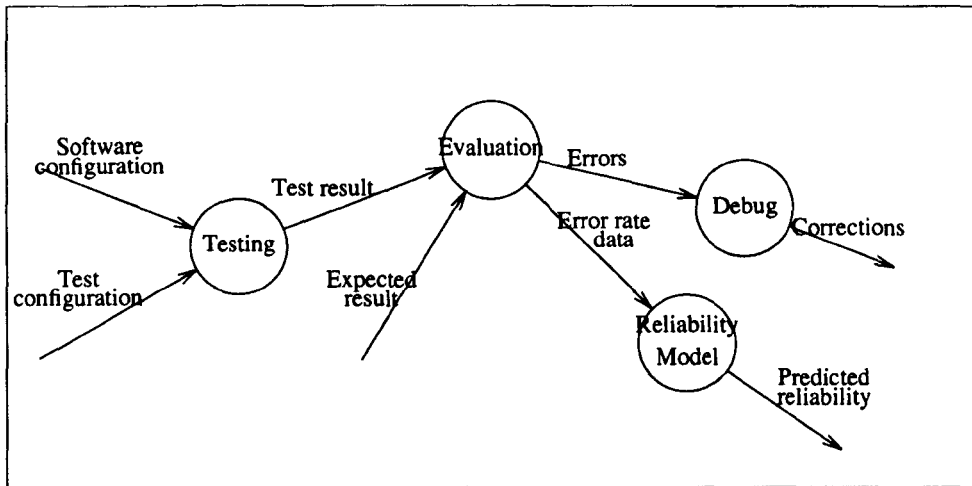 Software
configuration
Test
configuration
Testing
Test result
Expected
result
Evaluation
Errors
Error rate
data
Debug
Corrections
Reliability
Model
Predicted
reliability